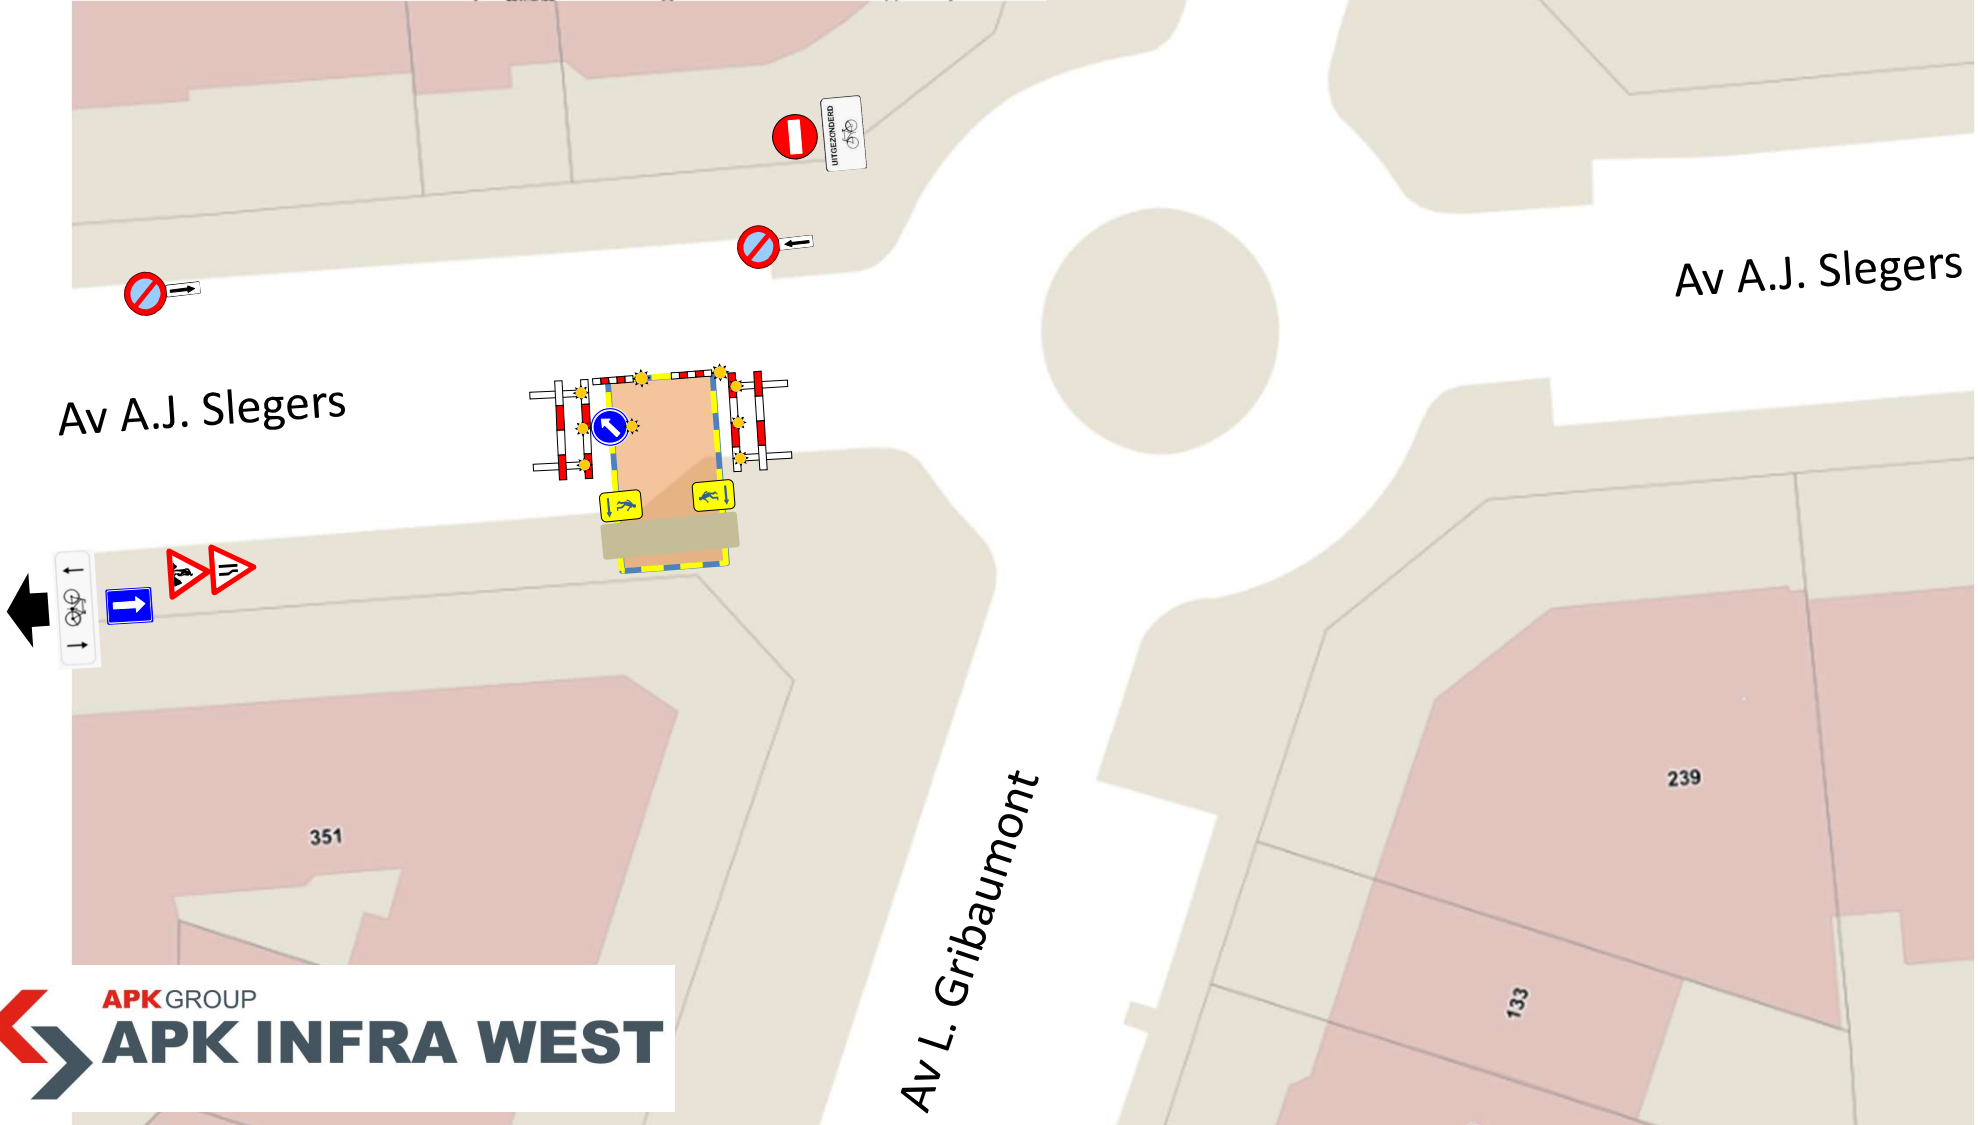 UITGEZONDERD
Av A.J. Slegers
Av A.J. Slegers
239
351
Av L. Gribaumont
133
APK GROUP
APK INFRA WEST